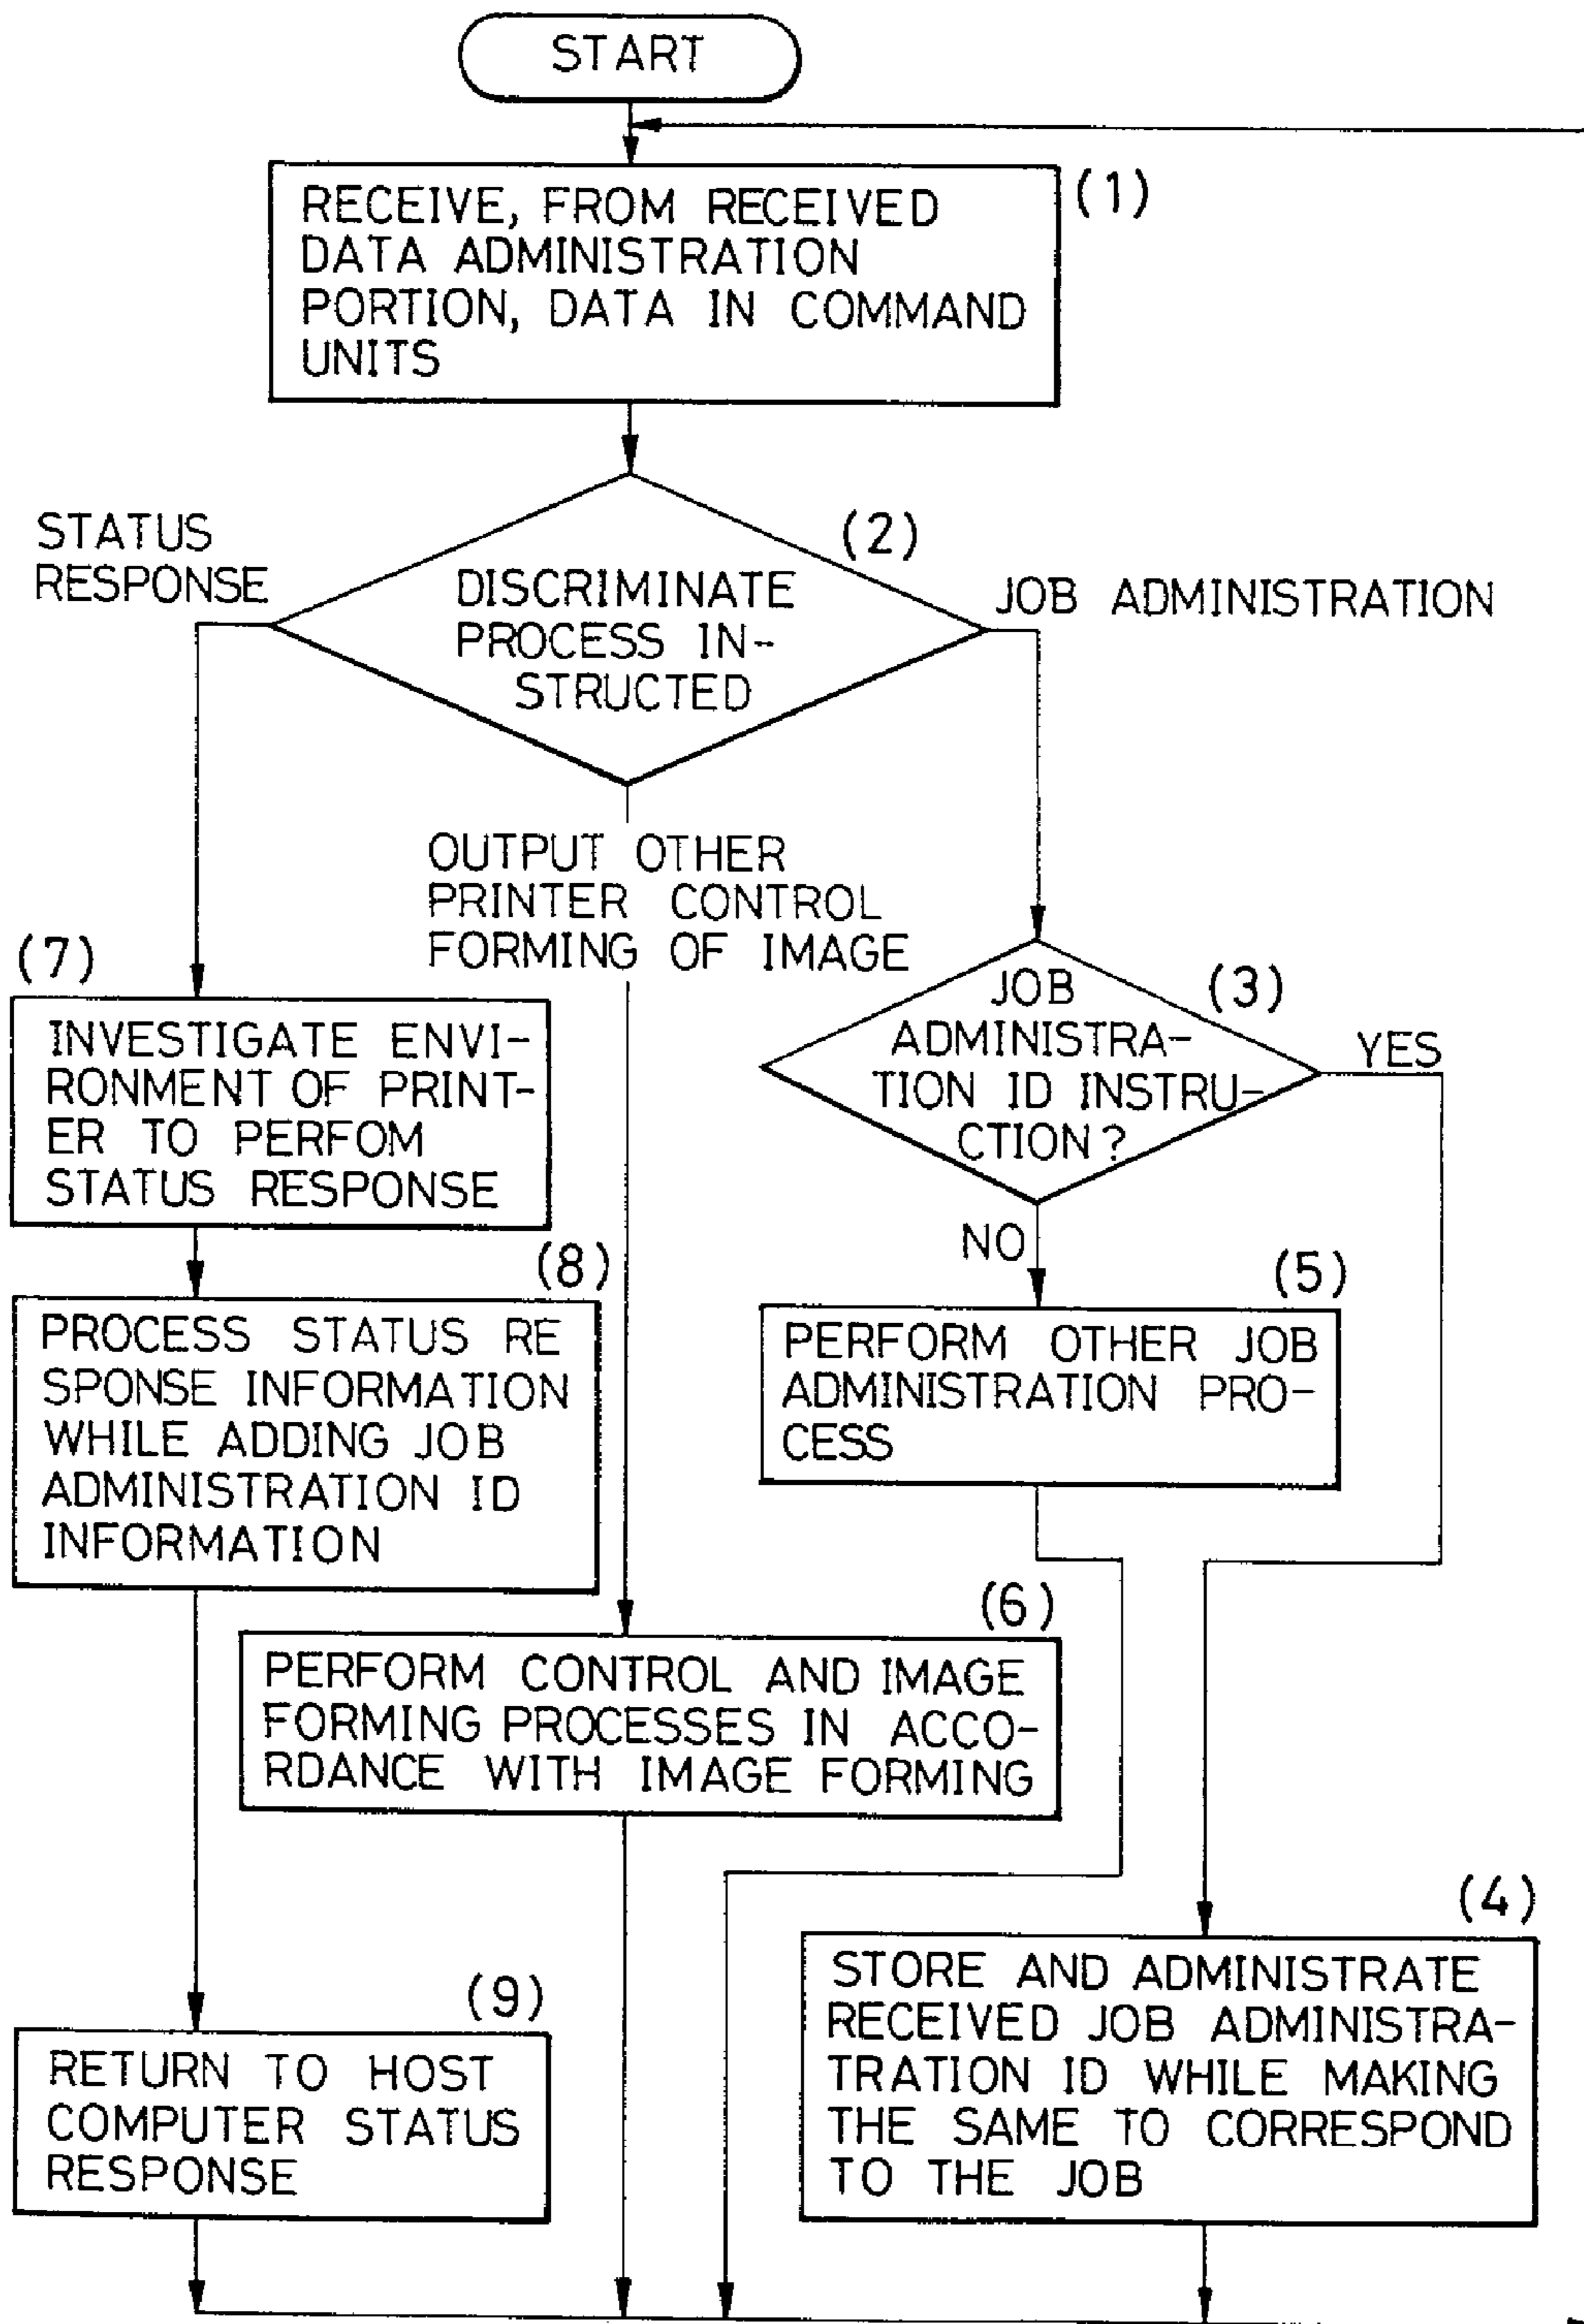 START
(1)
RECEIVE, FROM RECEIVED
DATA ADMINISTRATION
PORTION, DATA IN COMMAND
UNITS
STATUS
RESPONSE
(2)
DISCRIMINATE
PROCESS IN-
STRUCTED
JOB ADMINISTRATION
OUTPUT OTHER
PRINTER CONTROL
FORMING OF IMAGE
(3)
JOB
ADMINISTRA-
TION ID INSTRU-
CTION?
YES
NO
(7)
INVESTIGATE ENVI-
RONMENT OF PRINT-
ER TO PERFOM
STATUS RESPONSE
(8)
PROCESS STATUS RE
SPONSE INFORMATION
WHILE ADDING JOB
ADMINISTRATION ID
INFORMATION
(5)
PERFORM OTHER JOB
ADMINISTRATION PRO-
CESS
(6)
PERFORM CONTROL AND IMAGE
FORMING PROCESSES IN ACCO-
RDANCE WITH IMAGE FORMING
(4)
STORE AND ADMINISTRATE
RECEIVED JOB ADMINISTRA-
TRATION ID WHILE MAKING
THE SAME TO CORRESPOND
TO THE JOB
(9)
RETURN TO HOST
COMPUTER STATUS
RESPONSE